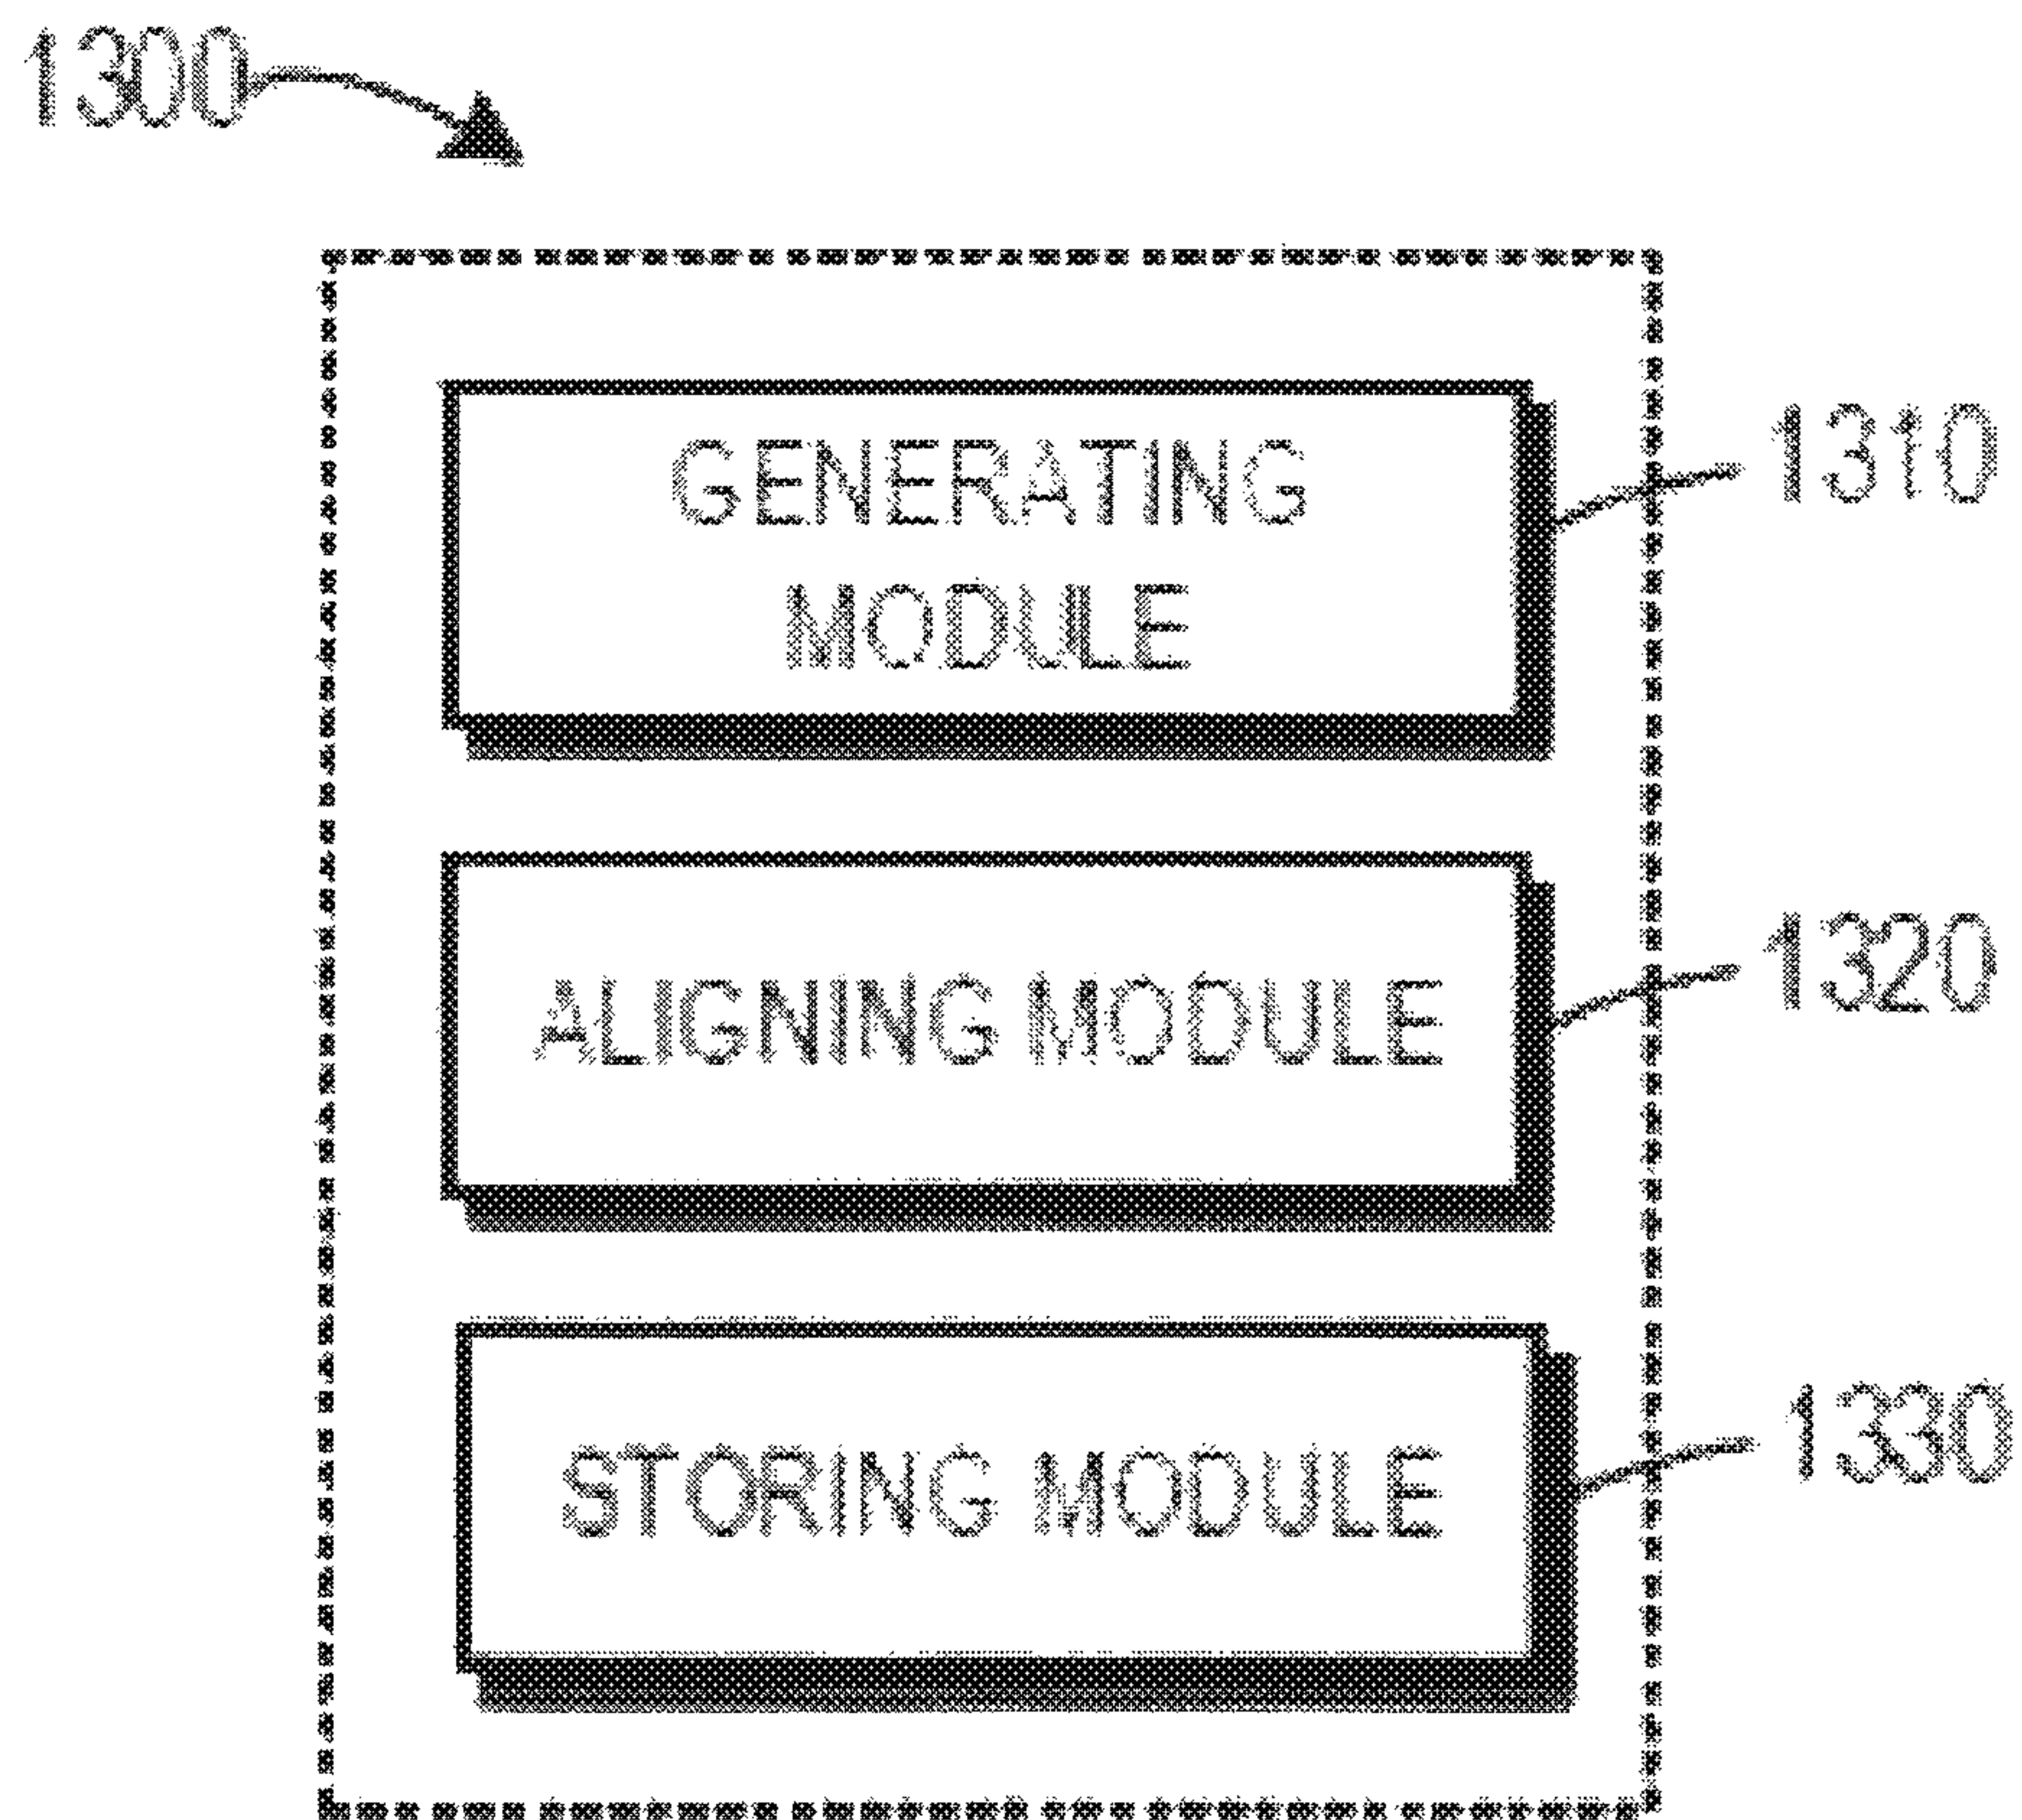 1300
GENERATING
MODULE
1310
ALIGNING MODULE
1320
STORING MODULE
1330